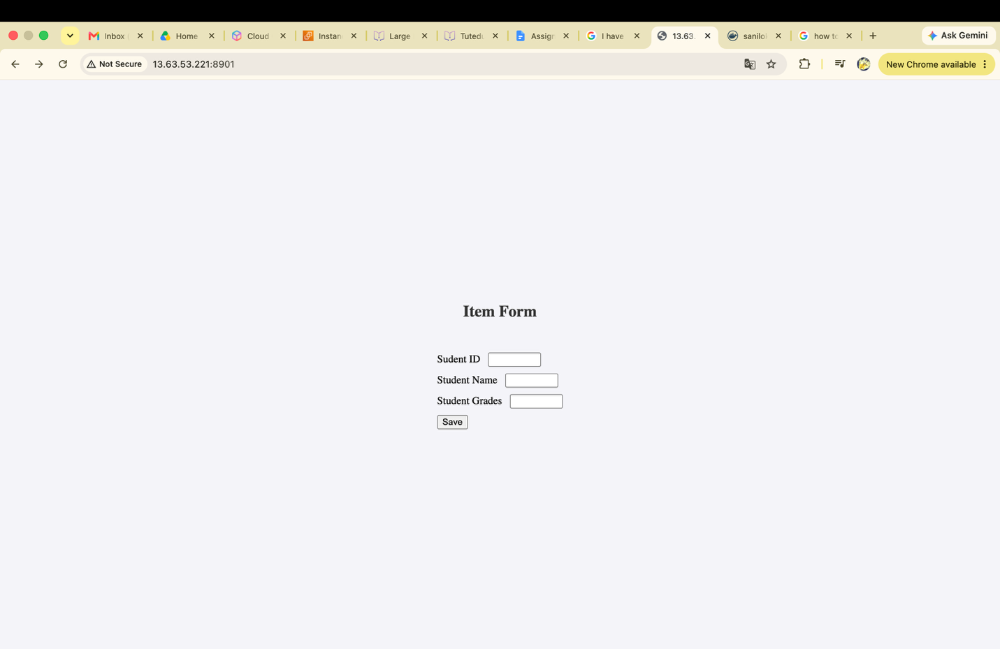 Inbox Home Cloud Instan Large Tutedu Assign I have 13.63. sanilo how to Ask Gemini
Not Secure 13.63.53.221:8901 New Chrome available
Item Form
Sudent ID
Student Name
Student Grades
Save